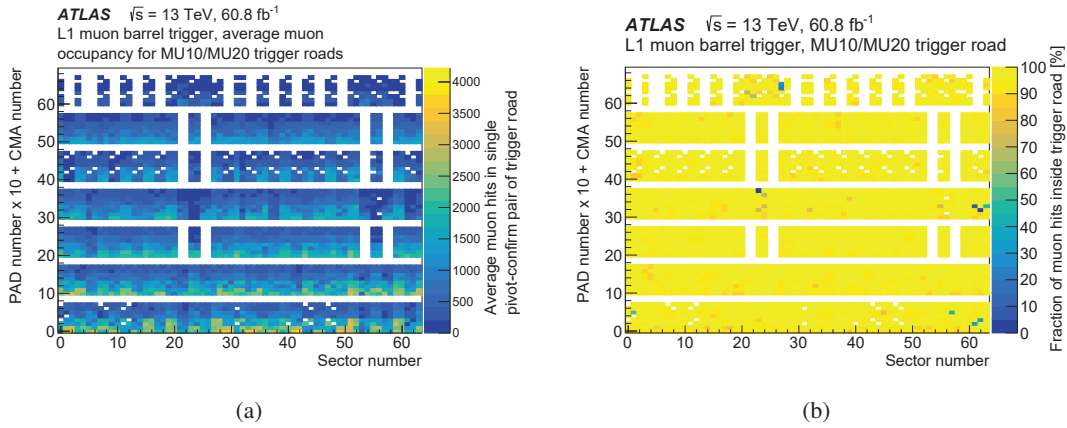 ATLAS √s = 13 TeV, 60.8 fb⁻¹
L1 muon barrel trigger, average muon
occupancy for MU10/MU20 trigger roads
PAD number x 10 + CMA number
60
50
40
30
20
10
0
0 10 20 30 40 50 60
Sector number
4000
3500
3000
2500
2000
1500
1000
500
0
Average muon hits in single
pivot-confirm pair of trigger road
(a)
ATLAS √s = 13 TeV, 60.8 fb⁻¹
L1 muon barrel trigger, MU10/MU20 trigger road
PAD number x 10 + CMA number
60
50
40
30
20
10
0
0 10 20 30 40 50 60
Sector number
100
90
80
70
60
50
40
30
20
10
0
Fraction of muon hits inside trigger road [%]
(b)